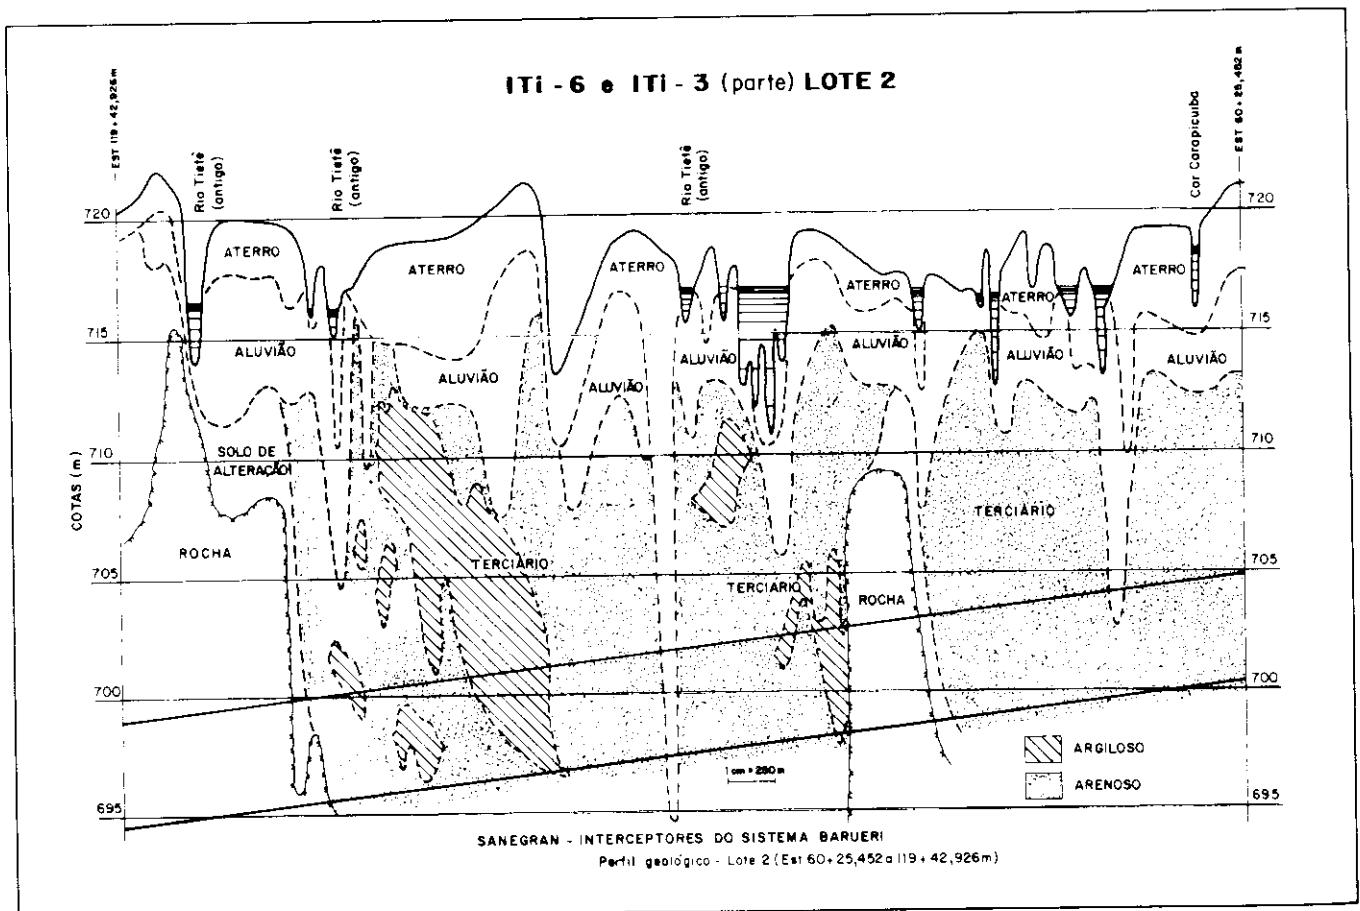 ITi - 6 e ITi - 3 (parte) LOTE 2
EST 119 + 42,926m
Rio Tietê
(antigo)
Rio Tietê
(antigo)
Rio Tietê
(antigo)
Cor Carapicuiba
EST 60 + 25,452 m
720
720
ATERRO
ATERRO
ATERRO
ATERRO
ATERRO
ATERRO
715
715
ALUVIÃO
ALUVIÃO
ALUVIÃO
ALUVIÃO
ALUVIÃO
ALUVIÃO
ALUVIÃO
COTAS (m)
710
710
SOLO DE
ALTERAÇÃO
ROCHA
TERCIÁRIO
TERCIÁRIO
ROCHA
TERCIÁRIO
705
705
700
700
695
695
1cm = 250 m
ARGILOSO
ARENOSO
SANEGRAN - INTERCEPTORES DO SISTEMA BARUERI
Perfil geológico - Lote 2 (Est 60+25,452 a 119 + 42,926m)